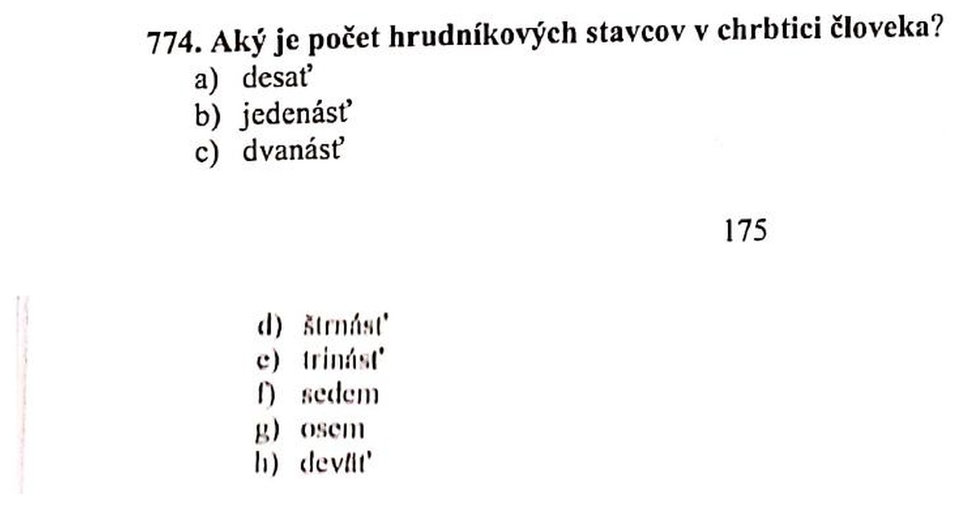 774. Aký je počet hrudníkových stavcov v chrbtici človeka?
a) desať
b) jedenásť
c) dvanásť
175
d) štrnásť
e) trinásť
f) sedem
g) osem
h) deväť